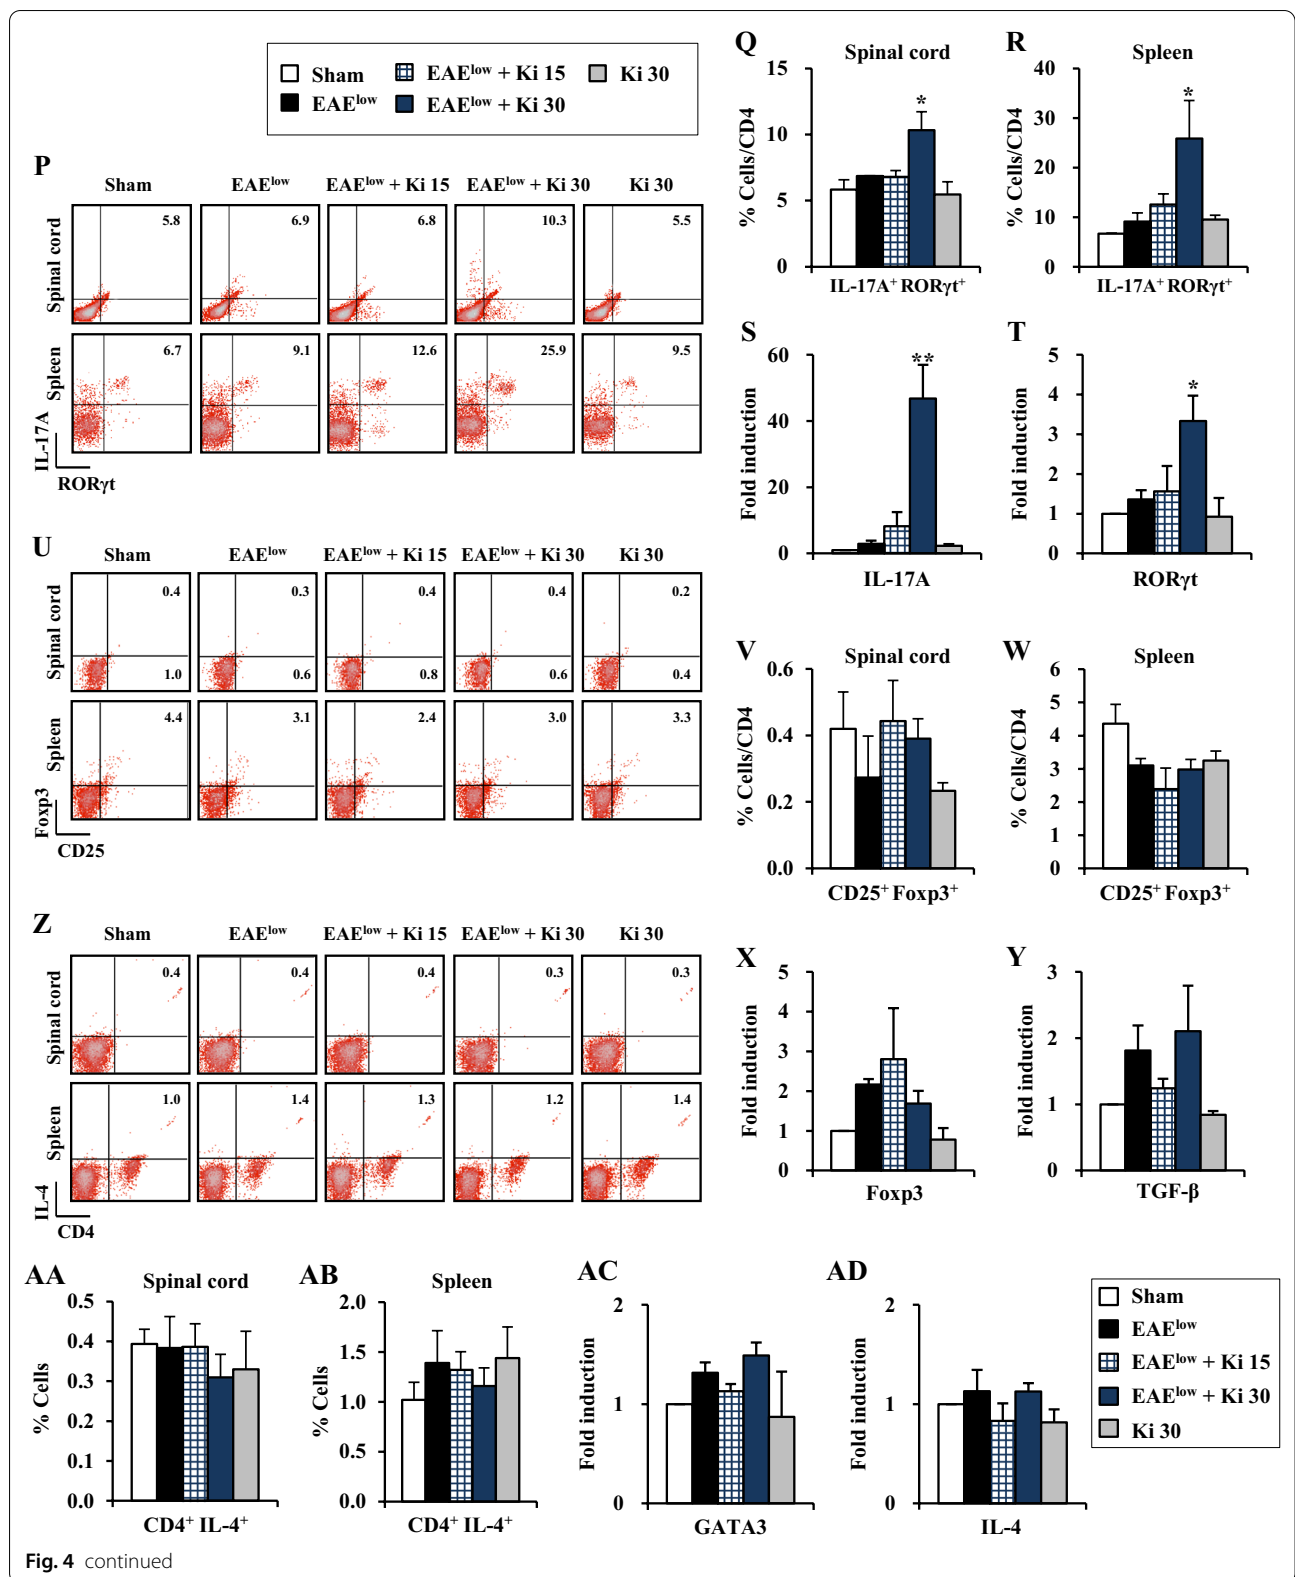 Sham EAElow + Ki 15 Ki 30
EAElow EAElow + Ki 30
P
Sham EAElow EAElow + Ki 15 EAElow + Ki 30 Ki 30
Spinal cord
5.8 6.9 6.8 10.3 5.5
Spleen
6.7 9.1 12.6 25.9 9.5
IL-17A
RORγt
Q
Spinal cord
% Cells/CD4
15
10
5
0
*
IL-17A+ RORγt+
R
Spleen
% Cells/CD4
40
30
20
10
0
*
IL-17A+ RORγt+
S
Fold induction
60
40
20
0
**
IL-17A
T
Fold induction
5
4
3
2
1
0
*
RORγt
U
Sham EAElow EAElow + Ki 15 EAElow + Ki 30 Ki 30
Spinal cord
0.4 0.3 0.4 0.4 0.2
1.0 0.6 0.8 0.6 0.4
Spleen
4.4 3.1 2.4 3.0 3.3
Foxp3
CD25
V
Spinal cord
% Cells/CD4
0.6
0.4
0.2
0.0
CD25+ Foxp3+
W
Spleen
% Cells/CD4
6
5
4
3
2
1
0
CD25+ Foxp3+
Z
Sham EAElow EAElow + Ki 15 EAElow + Ki 30 Ki 30
Spinal cord
0.4 0.4 0.4 0.3 0.3
Spleen
1.0 1.4 1.3 1.2 1.4
IL-4
CD4
X
Fold induction
5
4
3
2
1
0
Foxp3
Y
Fold induction
3
2
1
0
TGF-β
AA
Spinal cord
% Cells
0.5
0.4
0.3
0.2
0.1
0.0
CD4+ IL-4+
AB
Spleen
% Cells
2.0
1.5
1.0
0.5
0.0
CD4+ IL-4+
AC
Fold induction
2
1
0
GATA3
AD
Fold induction
2
1
0
IL-4
Sham
EAElow
EAElow + Ki 15
EAElow + Ki 30
Ki 30
Fig. 4 continued